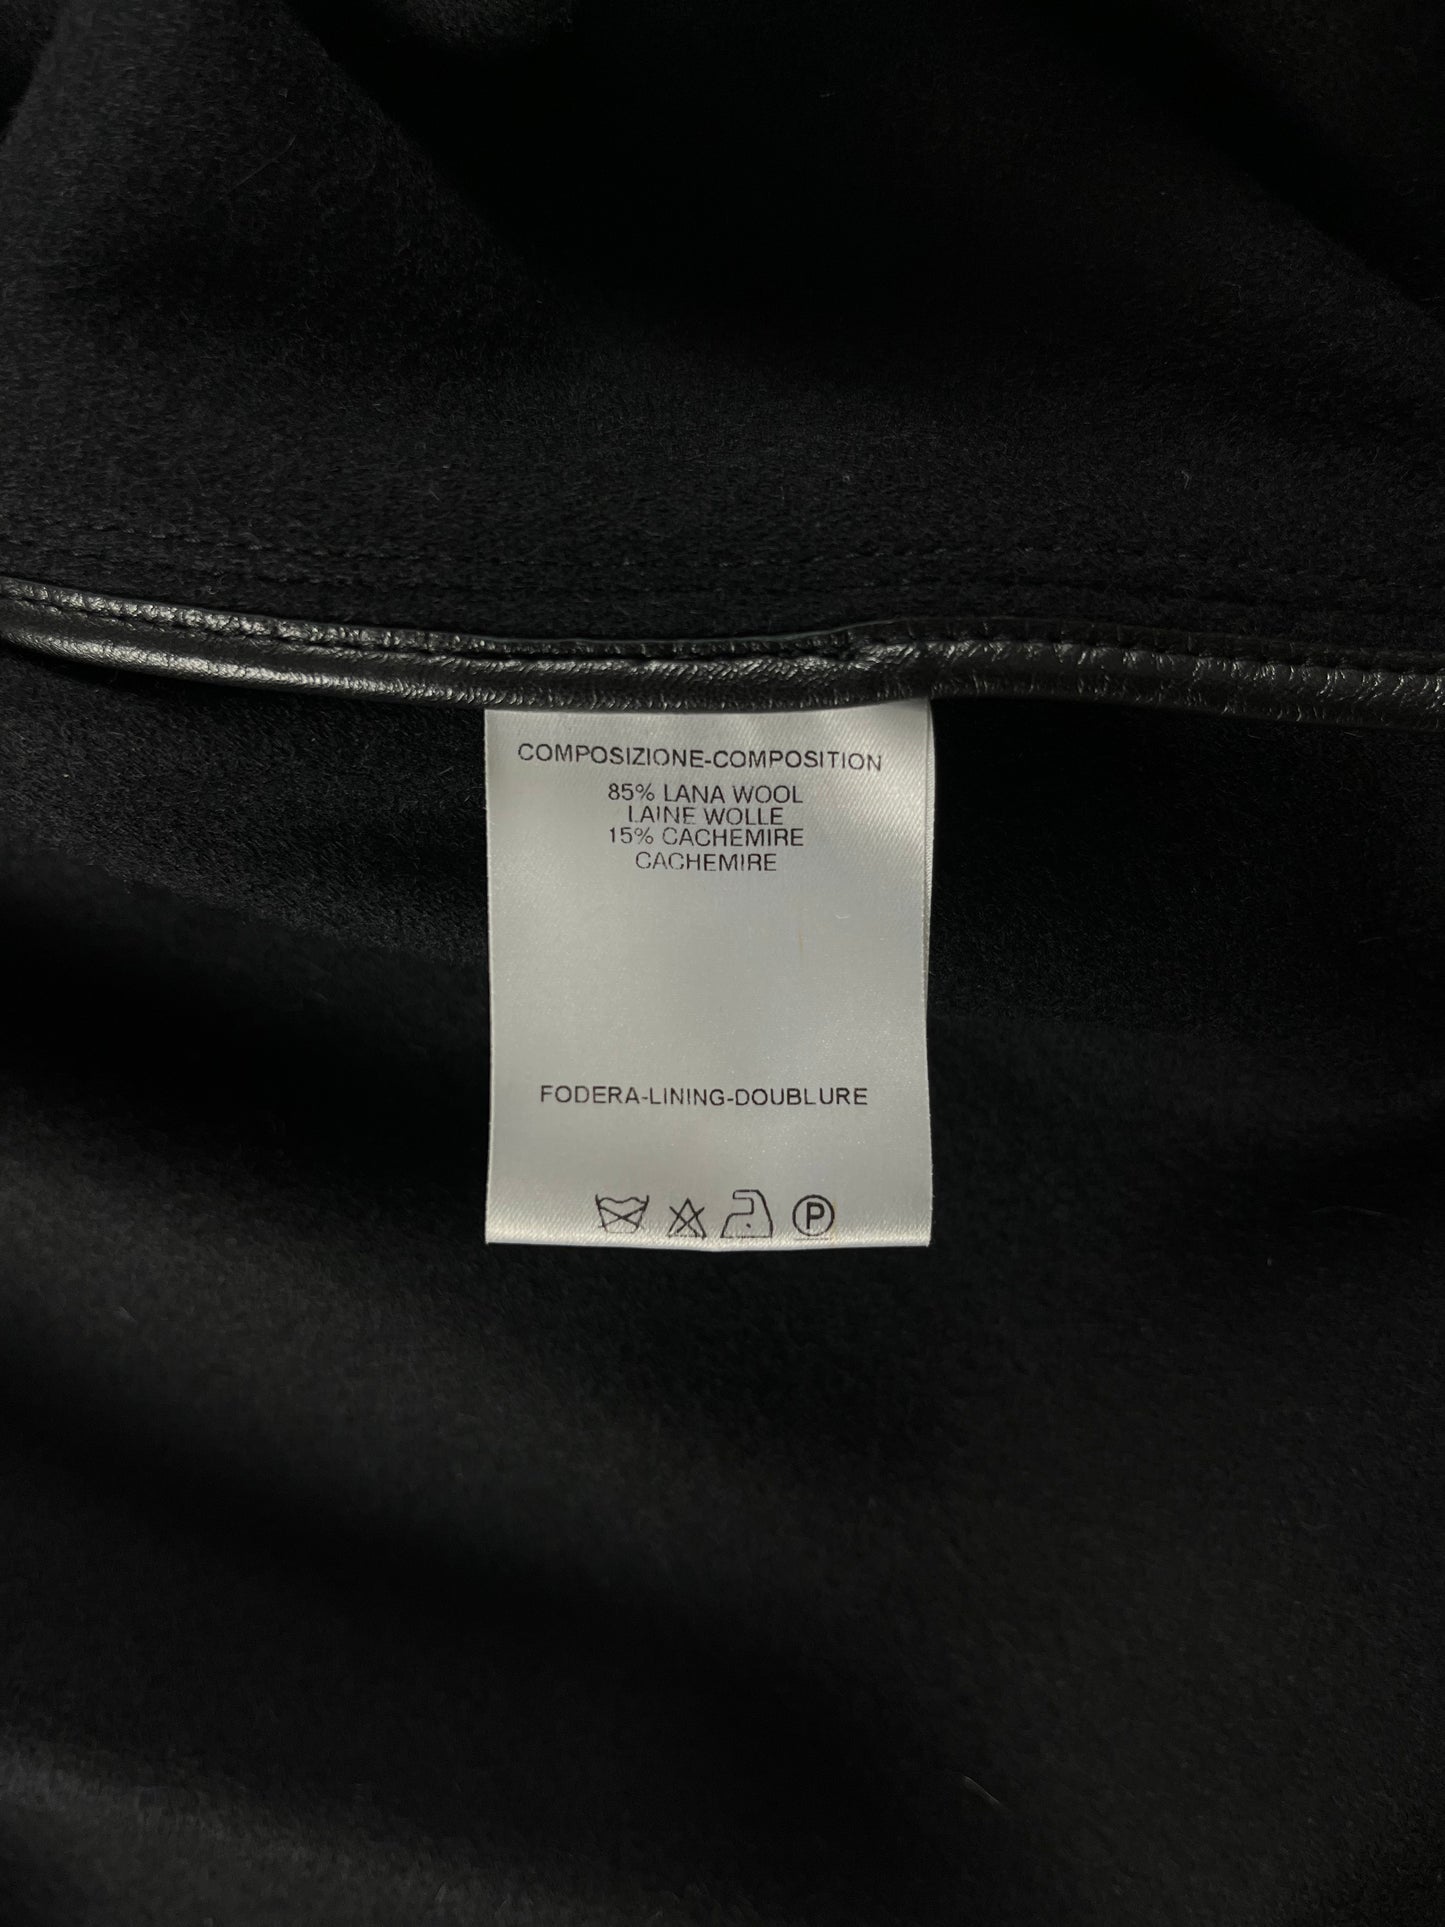 COMPOSIZIONE-COMPOSITION
85% LANA WOOL
LAINE WOLLE
15% CACHEMIRE
CACHEMIRE
FODERA-LINING-DOUBLURE
P